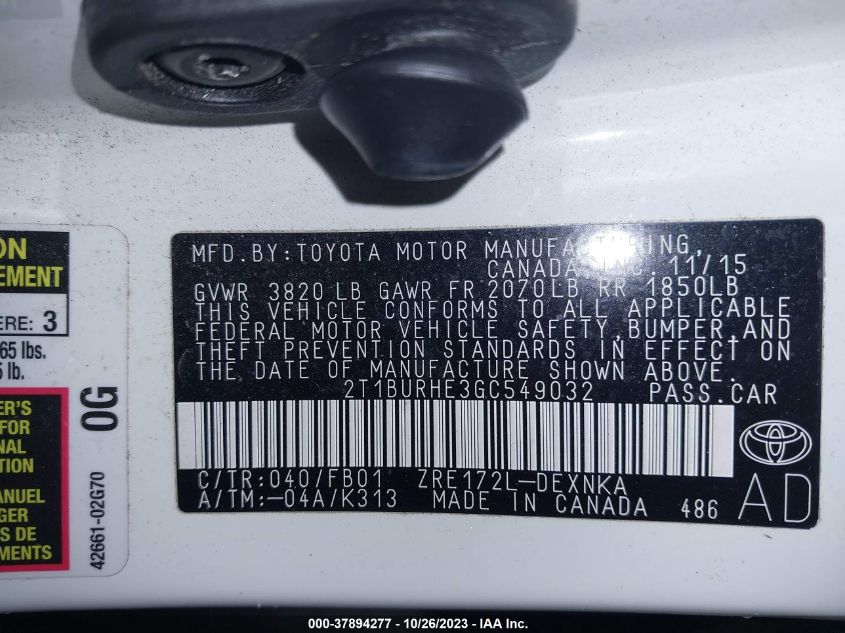 MFD.BY:TOYOTA MOTOR MANUFACTURING,
CANADA INC. 11/15
GVWR 3820 LB GAWR FR 2070LB RR 1850LB
THIS VEHICLE CONFORMS TO ALL APPLICABLE
FEDERAL MOTOR VEHICLE SAFETY,BUMPER,AND
THEFT PREVENTION STANDARDS IN EFFECT ON
THE DATE OF MANUFACTURE SHOWN ABOVE.
2T1BURHE3GC549032 PASS.CAR
C/TR:040/FB01 ZRE172L-DEXNKA
A/TM:-04A/K313 MADE IN CANADA 486
AD
ON
EMENT
ERE: 3
65 lbs.
5 lb.
ER'S
FOR
NAL
TION
ANUEL
GER
S DE
EMENTS
0G
42661-02G70
000-37894277 - 10/26/2023 - IAA Inc.